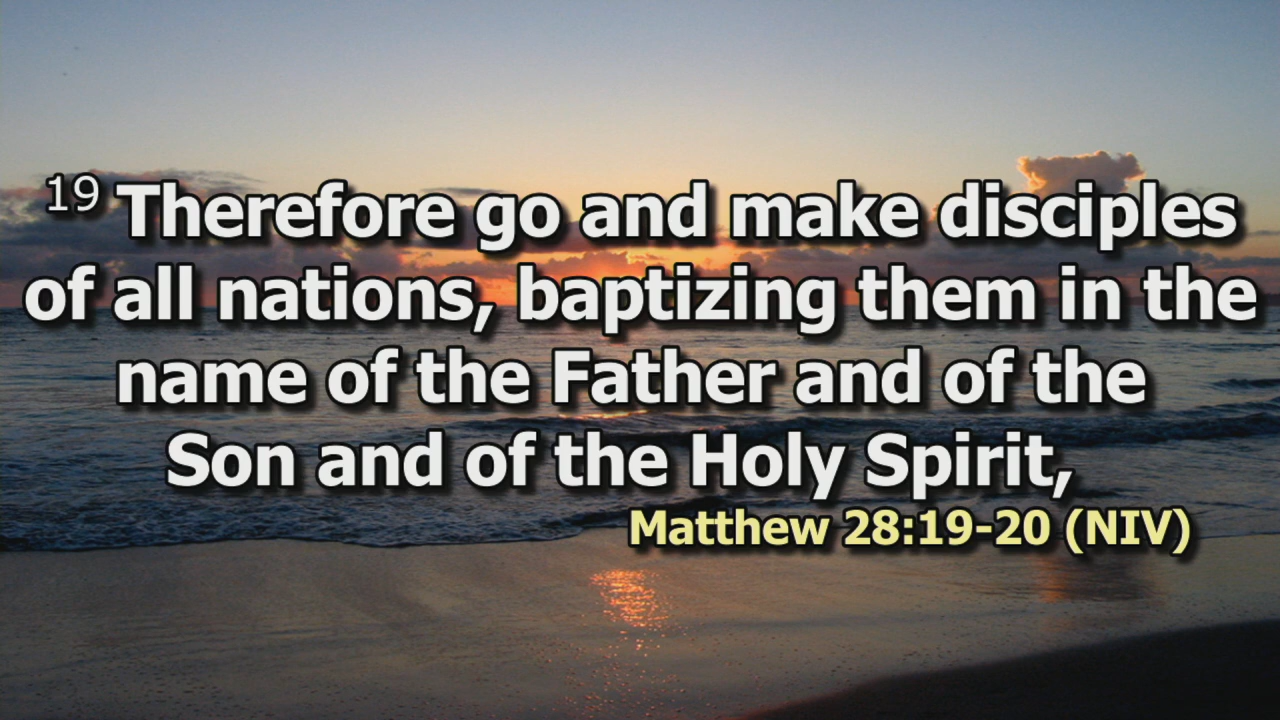 19 Therefore go and make disciples
of all nations, baptizing them in the
name of the Father and of the
Son and of the Holy Spirit,
Matthew 28:19-20 (NIV)